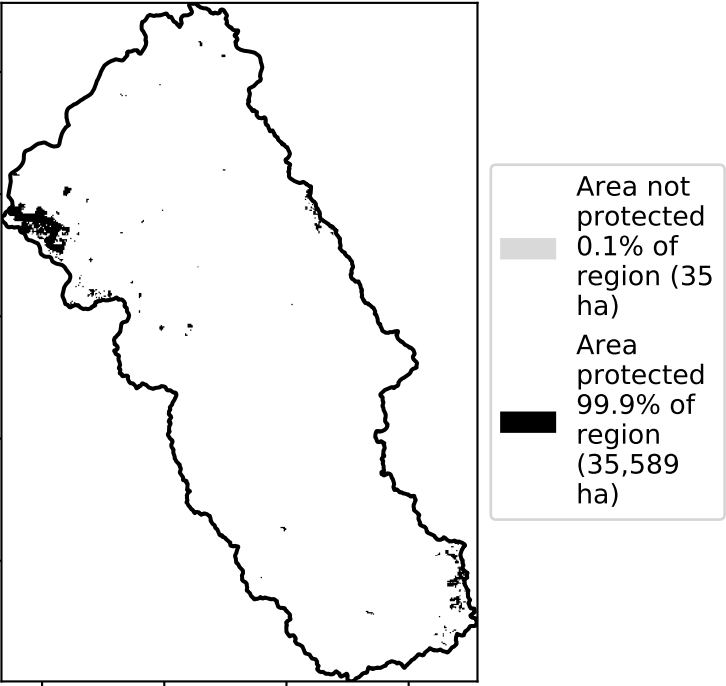 Area not
protected
0.1% of
region (35
ha)
Area
protected
99.9% of
region
(35,589
ha)